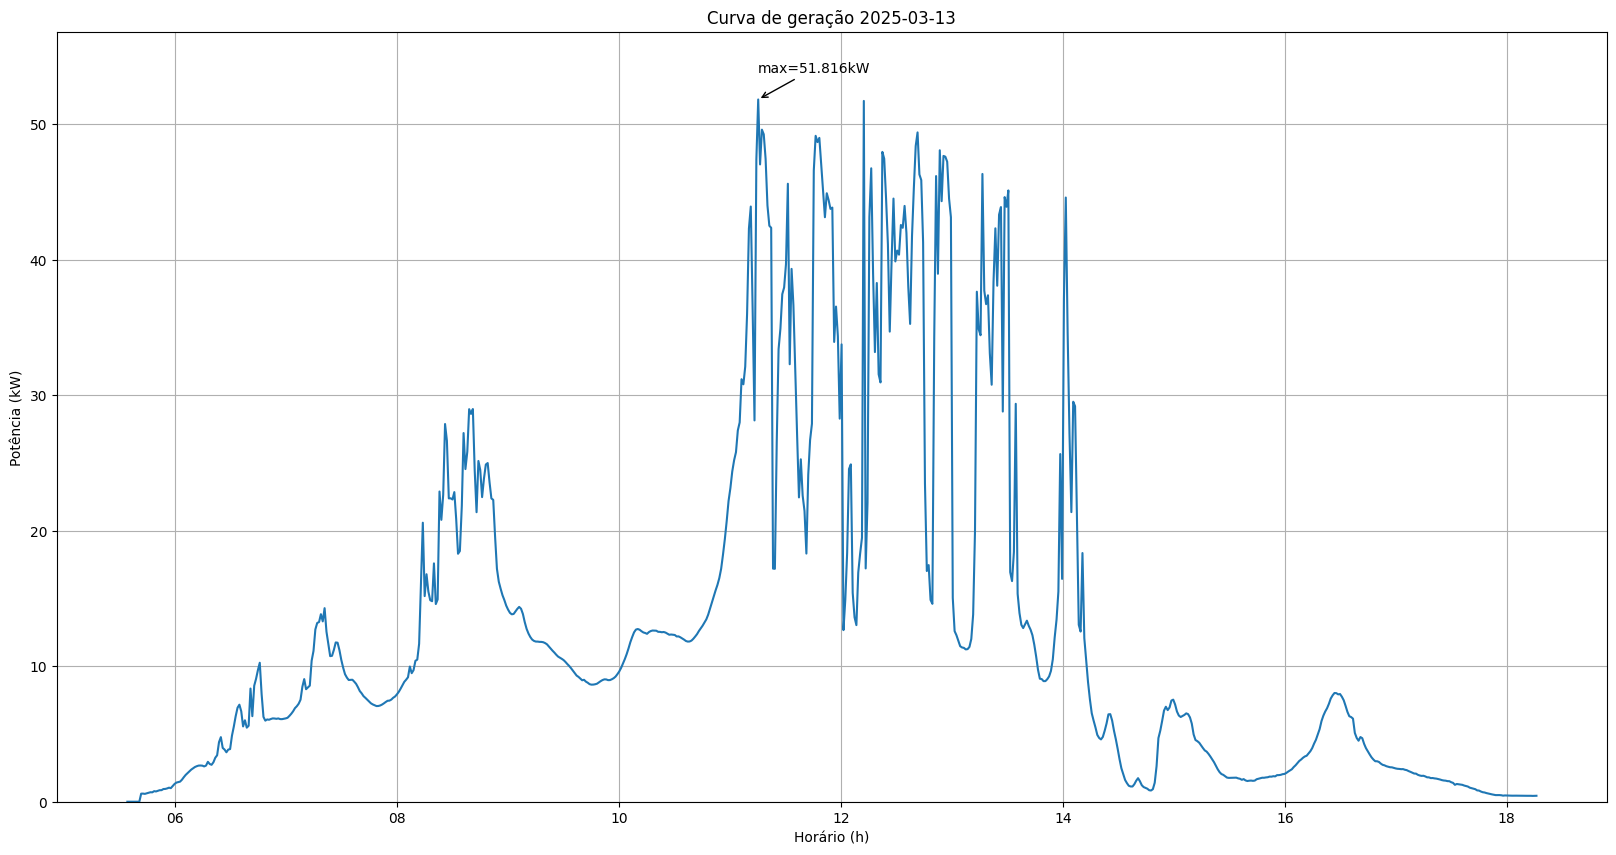 Curva de geração 2025-03-13
max=51.816kW
Potência (kW)
50
40
30
20
10
0
06 08 10 12 14 16 18
Horário (h)